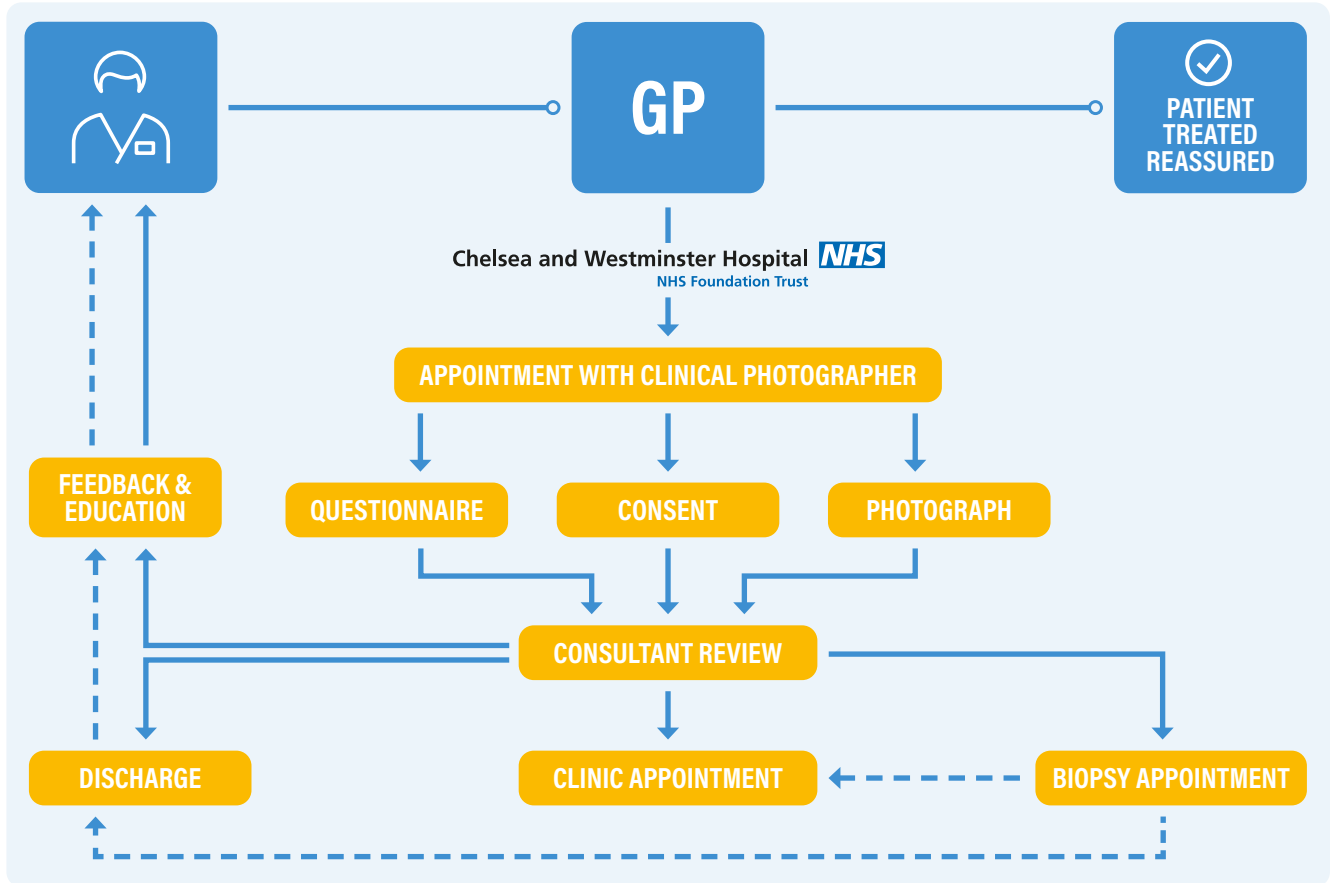 GP
PATIENT
TREATED
REASSURED
Chelsea and Westminster Hospital NHS
NHS Foundation Trust
APPOINTMENT WITH CLINICAL PHOTOGRAPHER
FEEDBACK &
EDUCATION
QUESTIONNAIRE
CONSENT
PHOTOGRAPH
CONSULTANT REVIEW
DISCHARGE
CLINIC APPOINTMENT
BIOPSY APPOINTMENT